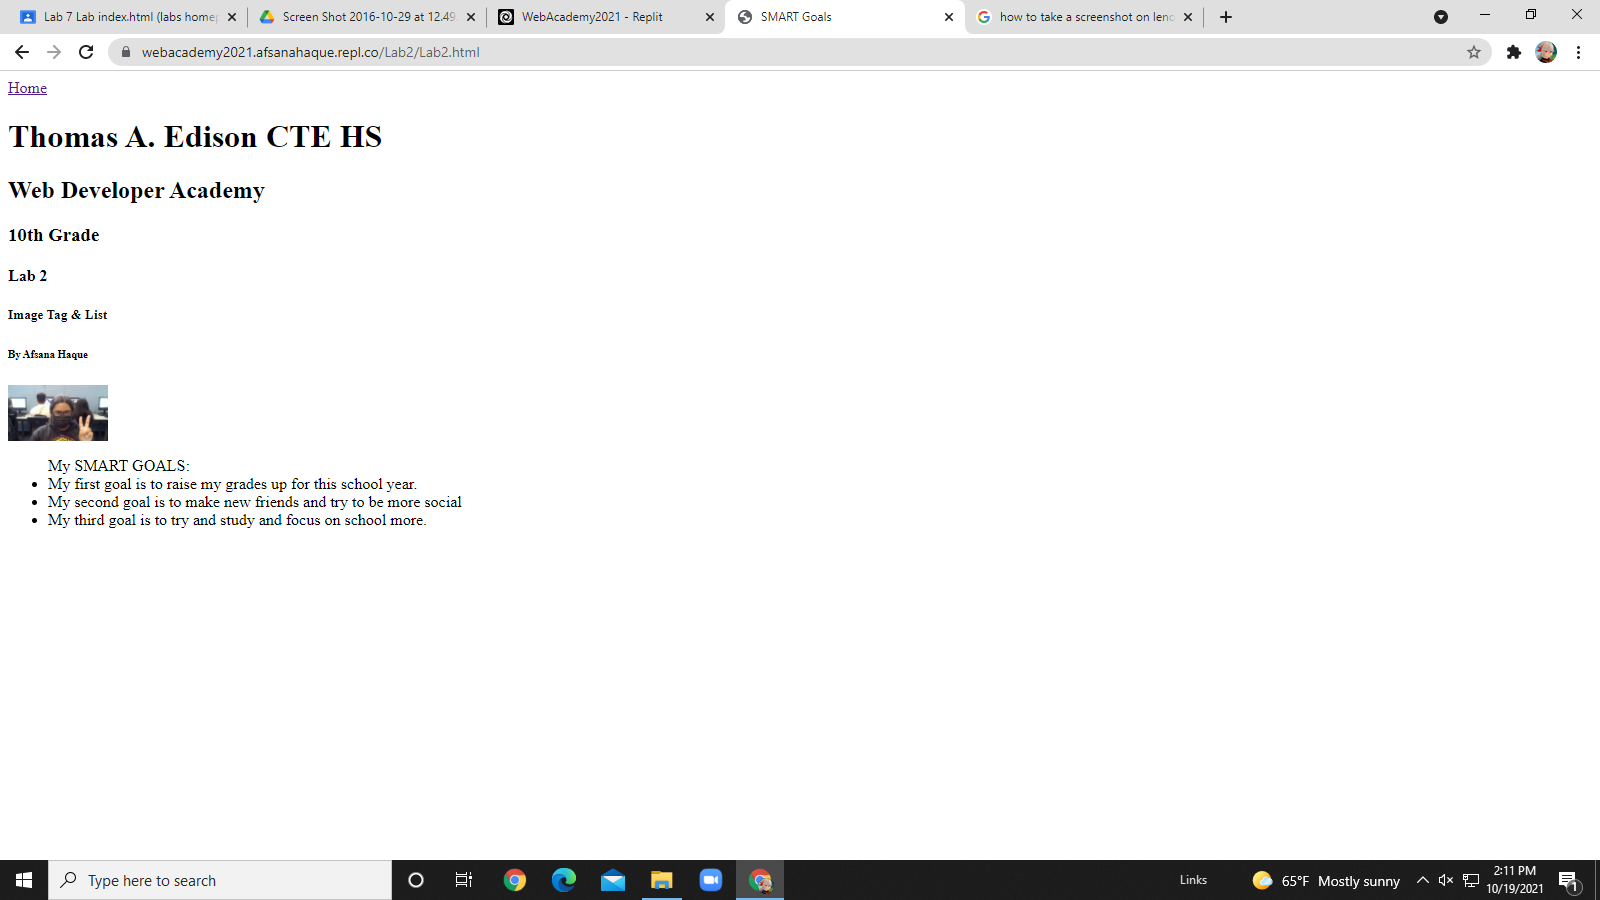 Lab 7 Lab index.html (labs home
Screen Shot 2016-10-29 at 12.49
WebAcademy2021 - Replit
SMART Goals
how to take a screenshot on leno
webacademy2021.afsanahaque.repl.co/Lab2/Lab2.html
Home
Thomas A. Edison CTE HS
Web Developer Academy
10th Grade
Lab 2
Image Tag & List
By Afsana Haque
My SMART GOALS:
My first goal is to raise my grades up for this school year.
My second goal is to make new friends and try to be more social
My third goal is to try and study and focus on school more.
Type here to search
Links
65°F Mostly sunny
2:11 PM
10/19/2021
1